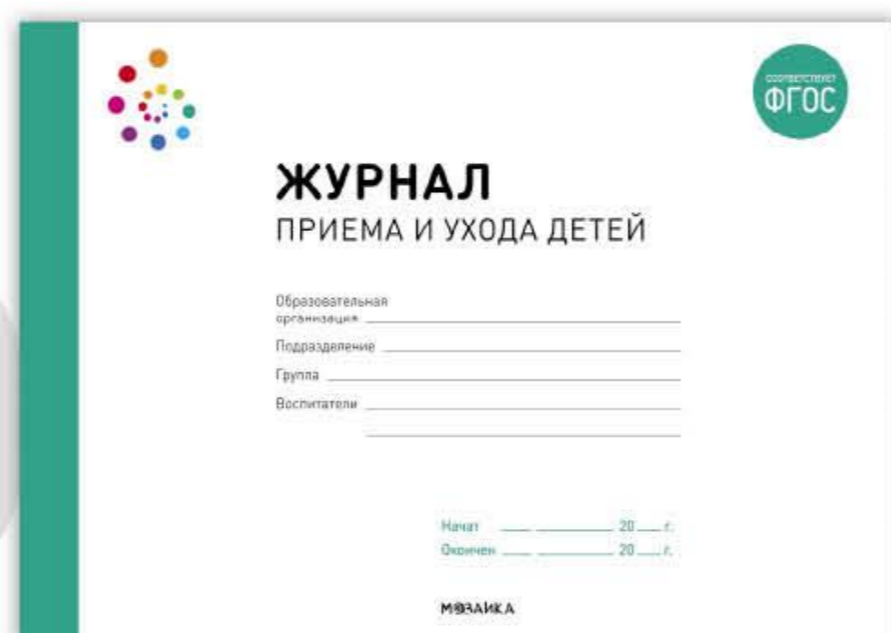 СООТВЕТСТВУЕТ
ФГОС
ЖУРНАЛ
ПРИЕМА И УХОДА ДЕТЕЙ
Образовательная
организация
Подразделение
Группа
Воспитатели
Начат 20 г.
Окончен 20 г.
МОЗАИКА